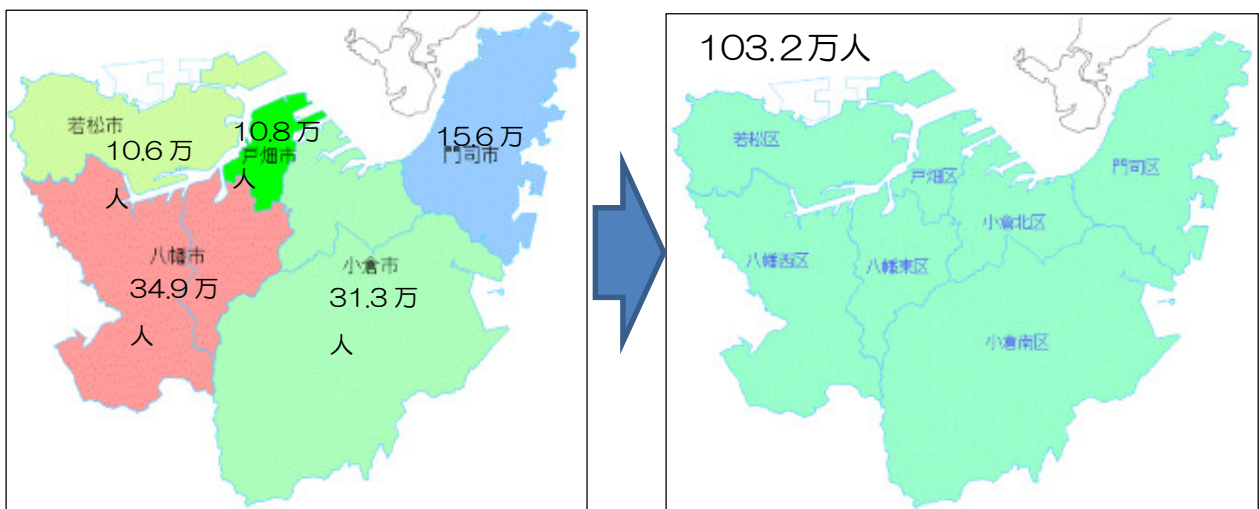 若松市
10.6万
人
10.8万
戸畑市
人
15.6万
門司市
八幡市
34.9万
人
小倉市
31.3万
人
103.2万人
若松区
戸畑区
門司区
小倉北区
八幡西区
八幡東区
小倉南区